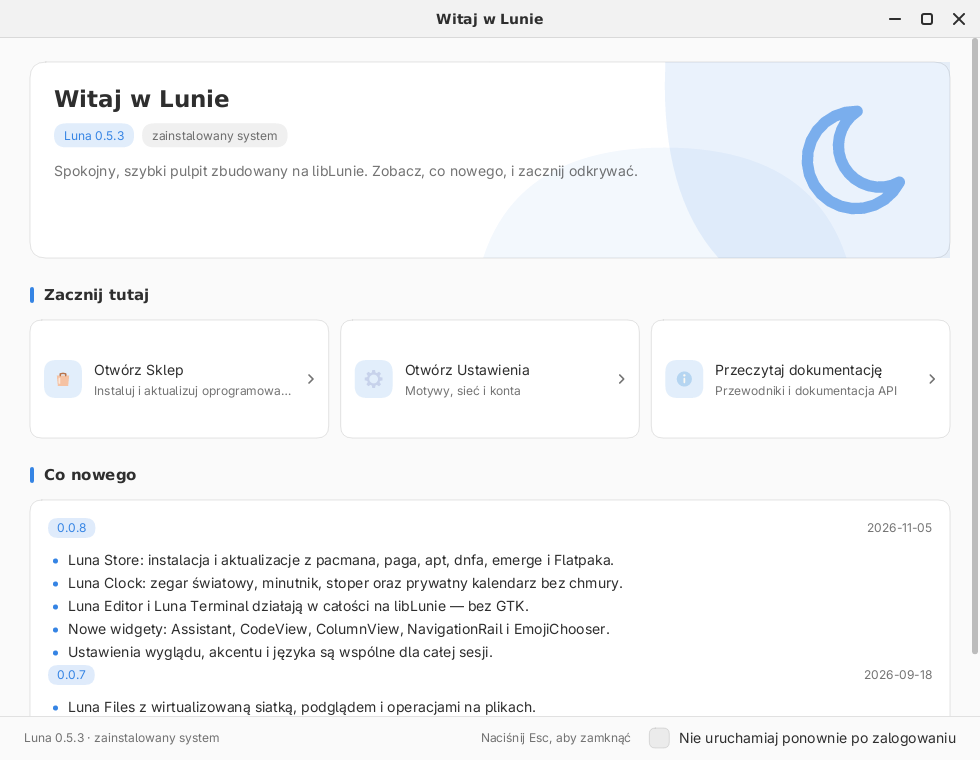 Witaj w Lunie
Witaj w Lunie
Luna 0.5.3
zainstalowany system
Spokojny, szybki pulpit zbudowany na libLunie. Zobacz, co nowego, i zacznij odkrywać.
Zacznij tutaj
Otwórz Sklep
Instaluj i aktualizuj oprogramowa...
Otwórz Ustawienia
Motywy, sieć i konta
Przeczytaj dokumentację
Przewodniki i dokumentacja API
Co nowego
0.0.8
2026-11-05
Luna Store: instalacja i aktualizacje z pacmana, paga, apt, dnfa, emerge i Flatpaka.
Luna Clock: zegar światowy, minutnik, stoper oraz prywatny kalendarz bez chmury.
Luna Editor i Luna Terminal działają w całości na libLunie — bez GTK.
Nowe widgety: Assistant, CodeView, ColumnView, NavigationRail i EmojiChooser.
Ustawienia wyglądu, akcentu i języka są wspólne dla całej sesji.
0.0.7
2026-09-18
Luna Files z wirtualizowaną siatką, podglądem i operacjami na plikach.
Luna 0.5.3 · zainstalowany system
Naciśnij Esc, aby zamknąć
Nie uruchamiaj ponownie po zalogowaniu